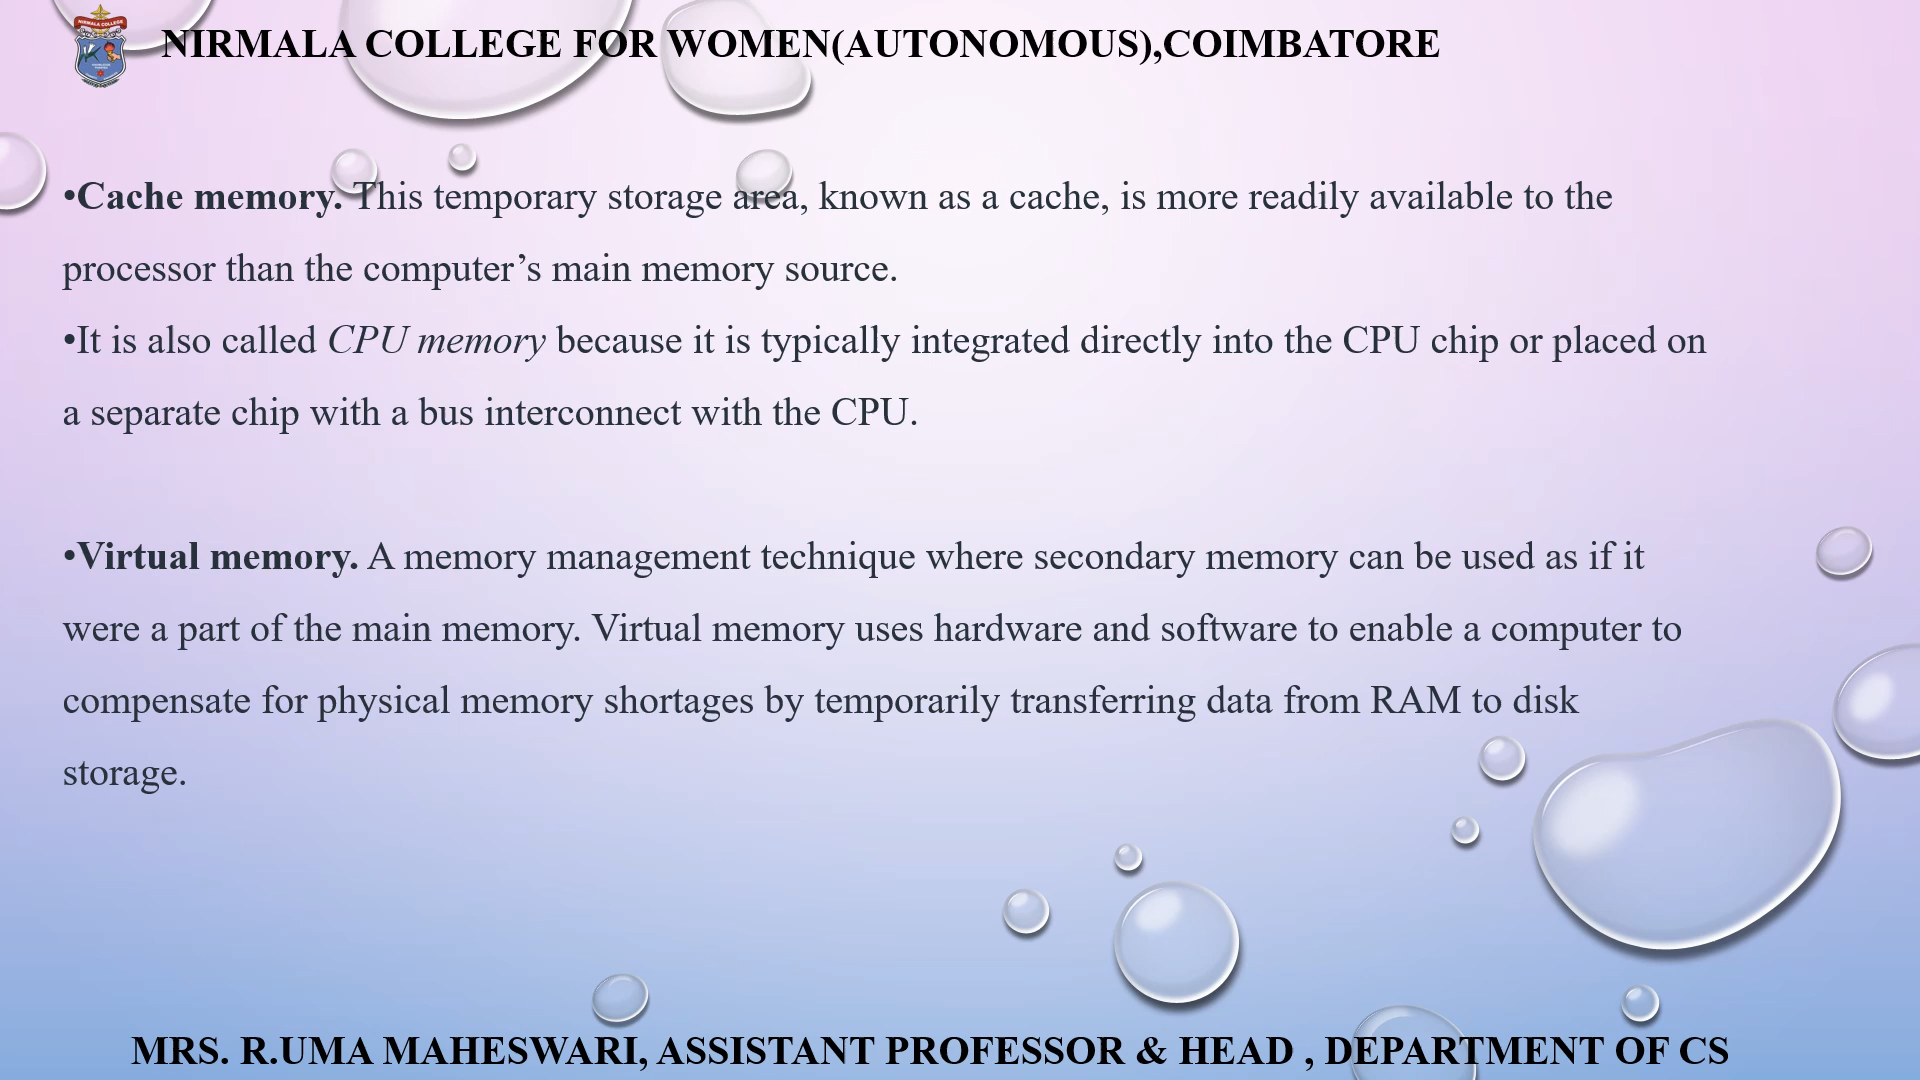 NIRMALA COLLEGE
NIRMALA COLLEGE FOR WOMEN(AUTONOMOUS),COIMBATORE
•Cache memory. This temporary storage area, known as a cache, is more readily available to the
processor than the computer’s main memory source.
•It is also called CPU memory because it is typically integrated directly into the CPU chip or placed on
a separate chip with a bus interconnect with the CPU.
•Virtual memory. A memory management technique where secondary memory can be used as if it
were a part of the main memory. Virtual memory uses hardware and software to enable a computer to
compensate for physical memory shortages by temporarily transferring data from RAM to disk
storage.
MRS. R.UMA MAHESWARI, ASSISTANT PROFESSOR & HEAD , DEPARTMENT OF CS